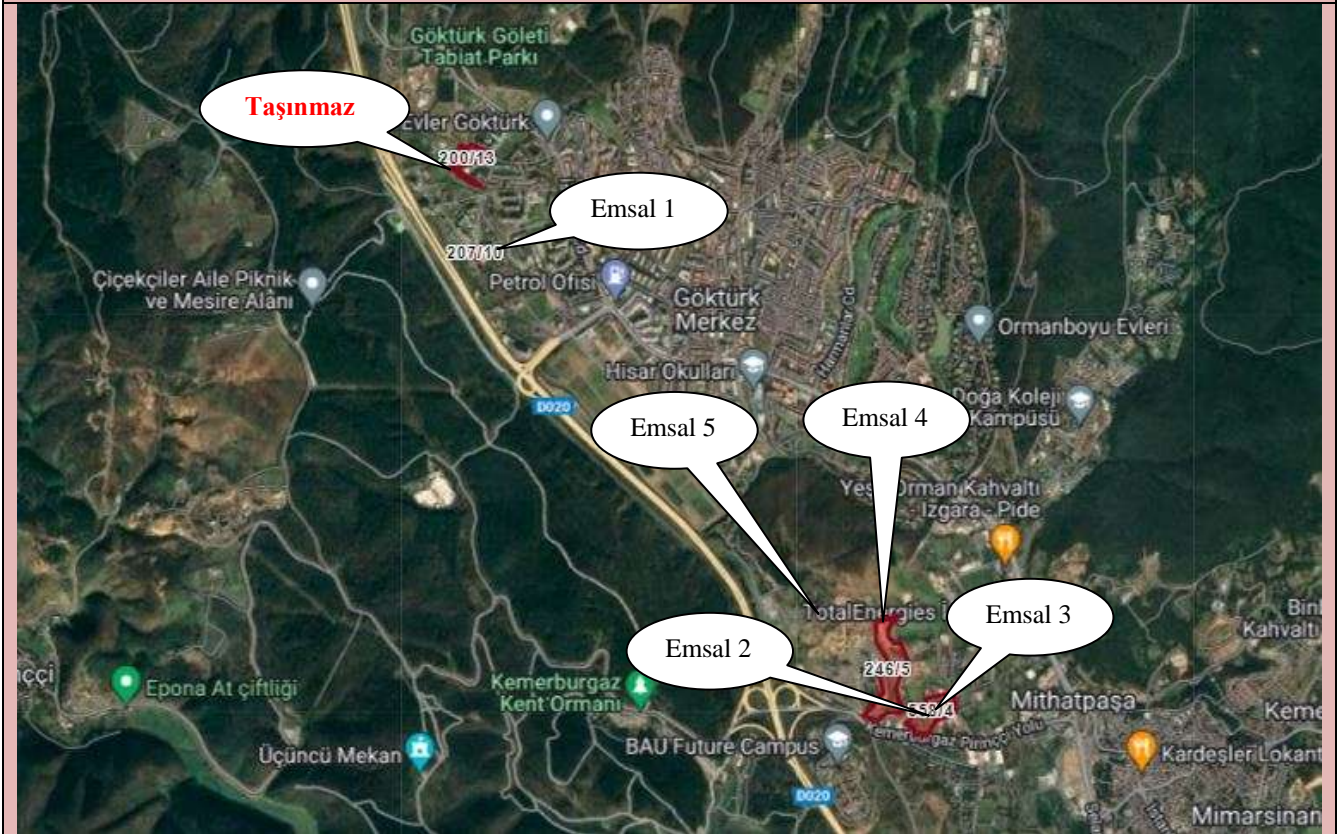 Göktürk Göleti
Tabiat Parkı
Taşınmaz
Evler Göktürk
200/13
Emsal 1
207/10
Çiçekçiler Aile Piknik
ve Mesire Alanı
Petrol Ofisi
Göktürk
Merkez
Ormanboyu Evleri
Hisar Okulları
D020
Doğa Koleji
Kampüsü
Emsal 5
Emsal 4
Orman Kahvaltı
- Izgara - Pide
TotalEnergies
Emsal 3
Emsal 2
Kahvaltı
246/5
Epona At çiftliği
Kemerburgaz
Kent Ormanı
Mithatpaşa
Kemerburgaz Pirinççi Yolu
Üçüncü Mekan
BAU Future Campus
Kardeşler Lokant
D020
Mimarsinan